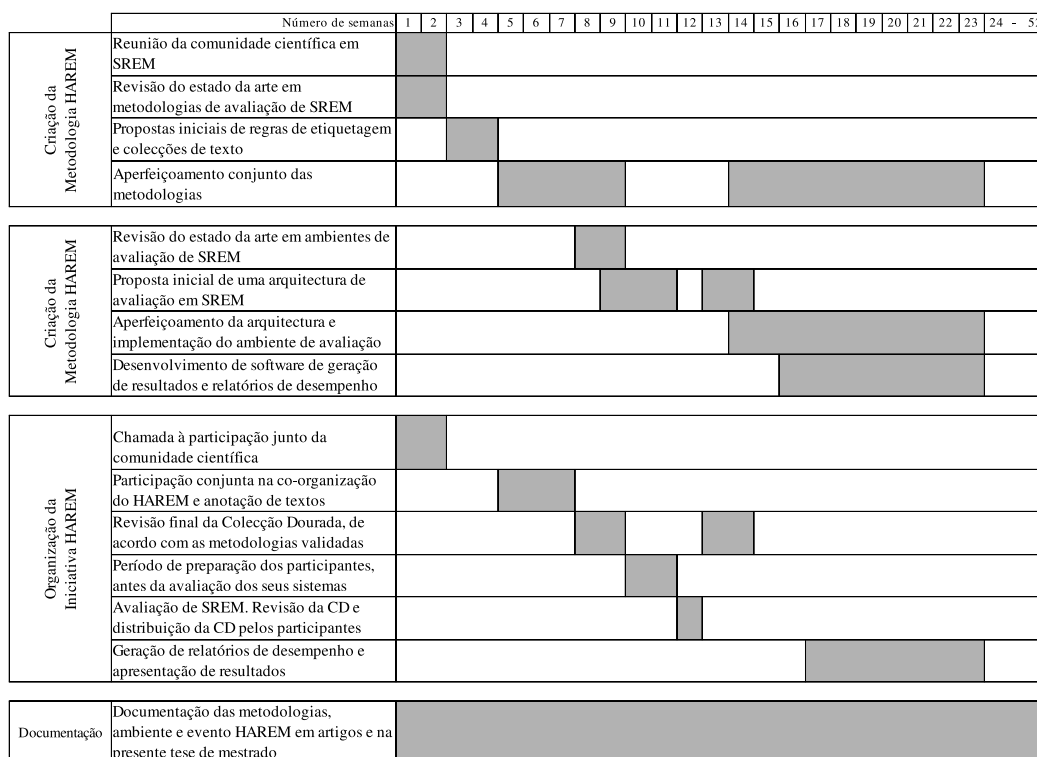 Número de semanas 1 2 3 4 5 6 7 8 9 10 11 12 13 14 15 16 17 18 19 20 21 22 23 24 -
Criação da
Metodologia HAREM
Reunião da comunidade científica em
SREM
Revisão do estado da arte em
metodologias de avaliação de SREM
Propostas iniciais de regras de etiquetagem
e colecções de texto
Aperfeiçoamento conjunto das
metodologias
Criação da
Metodologia HAREM
Revisão do estado da arte em ambientes de
avaliação de SREM
Proposta inicial de uma arquitectura de
avaliação em SREM
Aperfeiçoamento da arquitectura e
implementação do ambiente de avaliação
Desenvolvimento de software de geração
de resultados e relatórios de desempenho
Organização da
Iniciativa HAREM
Chamada à participação junto da
comunidade científica
Participação conjunta na co-organização
do HAREM e anotação de textos
Revisão final da Colecção Dourada, de
acordo com as metodologias validadas
Período de preparação dos participantes,
antes da avaliação dos seus sistemas
Avaliação de SREM. Revisão da CD e
distribuição da CD pelos participantes
Geração de relatórios de desempenho e
apresentação de resultados
Documentação
Documentação das metodologias,
ambiente e evento HAREM em artigos e na
presente tese de mestrado